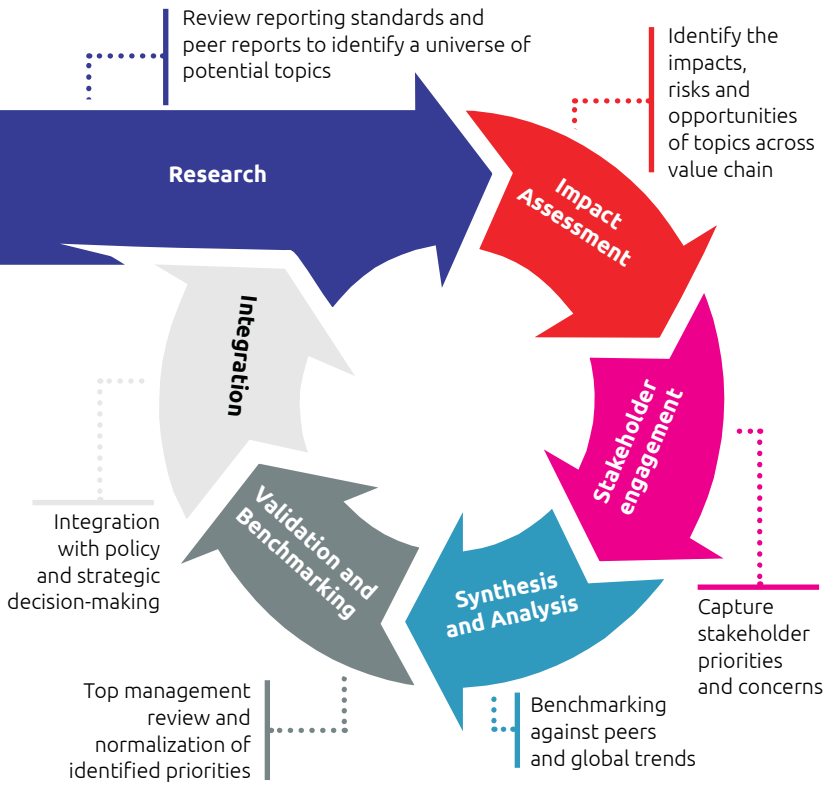 Review reporting standards and
peer reports to identify a universe of
potential topics
Identify the
impacts,
risks and
opportunities
of topics across
value chain
Research
Impact
Assessment
Stakeholder
engagement
Capture
stakeholder
priorities
and concerns
Synthesis
and Analysis
Benchmarking
against peers
and global trends
Validation and
Benchmarking
Top management
review and
normalization of
identified priorities
Integration
Integration
with policy
and strategic
decision-making